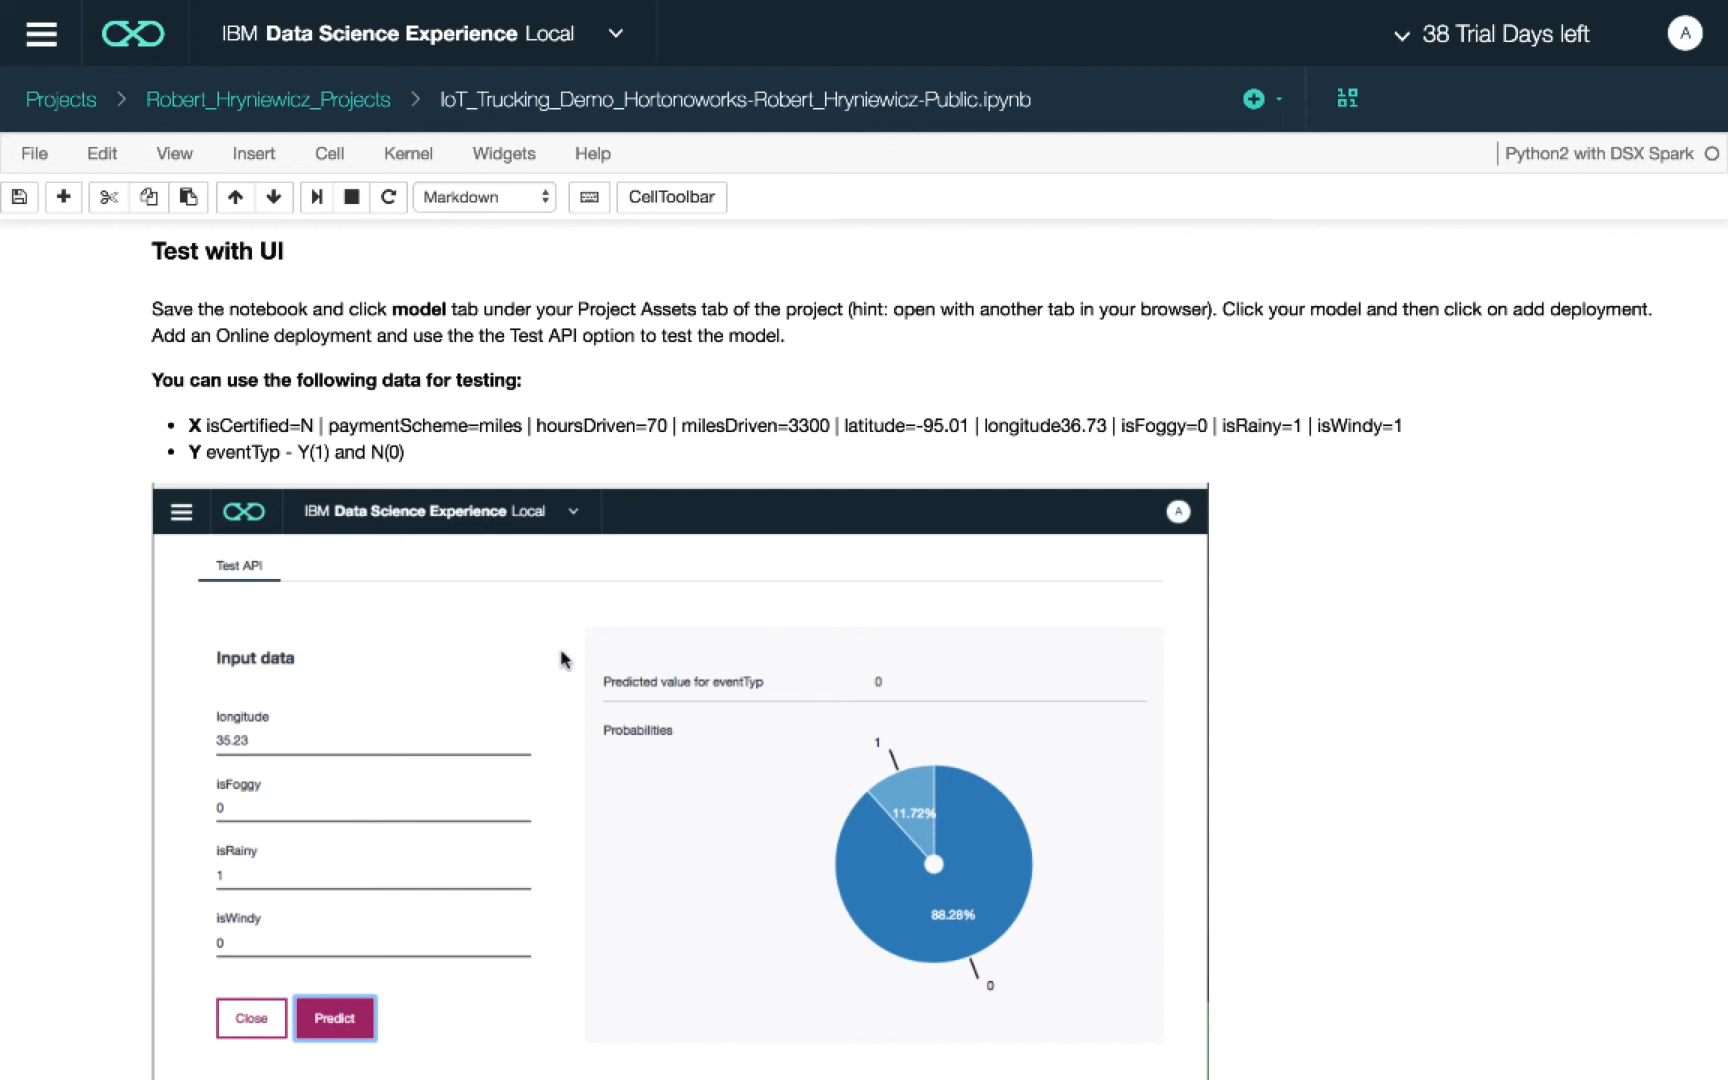 IBM Data Science Experience Local
38 Trial Days left
A
Projects > Robert_Hryniewicz_Projects > IoT_Trucking_Demo_Hortonoworks-Robert_Hryniewicz-Public.ipynb
File Edit View Insert Cell Kernel Widgets Help
Python2 with DSX Spark
Markdown
CellToolbar
Test with UI
Save the notebook and click model tab under your Project Assets tab of the project (hint: open with another tab in your browser). Click your model and then click on add deployment.
Add an Online deployment and use the the Test API option to test the model.
You can use the following data for testing:
• X isCertified=N | paymentScheme=miles | hoursDriven=70 | milesDriven=3300 | latitude=-95.01 | longitude36.73 | isFoggy=0 | isRainy=1 | isWindy=1
• Y eventTyp - Y(1) and N(0)
IBM Data Science Experience Local
A
Test API
Input data
longitude
35.23
isFoggy
0
isRainy
1
isWindy
0
Close
Predict
Predicted value for eventTyp 0
Probabilities
1
11.72%
88.28%
0